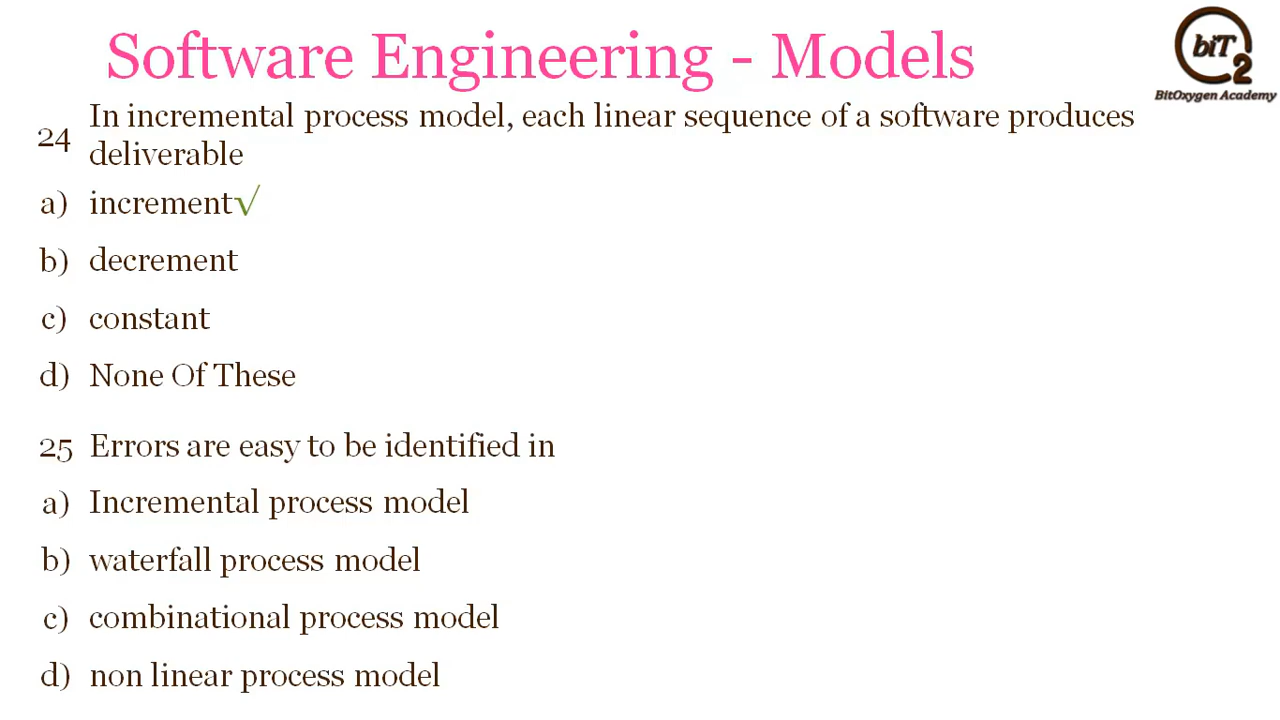 Software Engineering - Models
biT
2
BitOxygen Academy
24 In incremental process model, each linear sequence of a software produces
deliverable
a) increment√
b) decrement
c) constant
d) None Of These
25 Errors are easy to be identified in
a) Incremental process model
b) waterfall process model
c) combinational process model
d) non linear process model